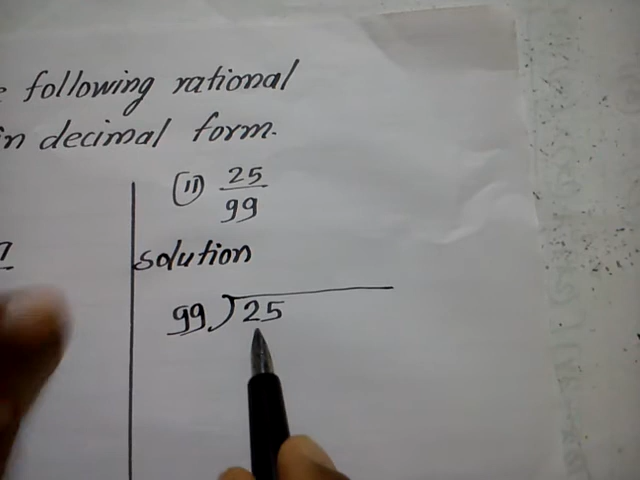 following rational
in decimal form.
(ii) 25/99
solution
99)25